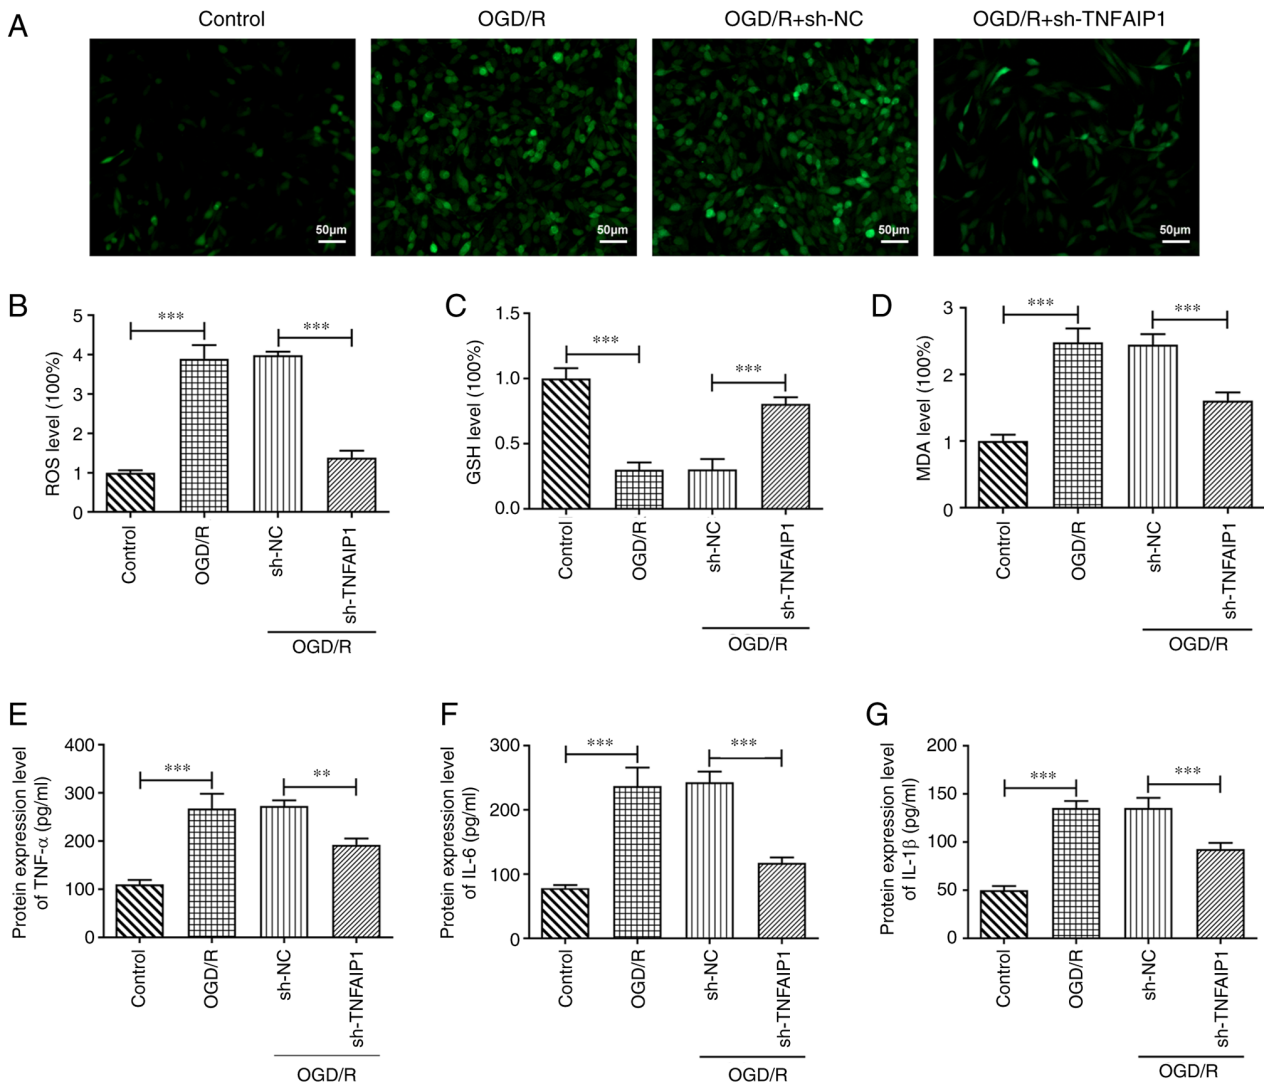 A
Control
OGD/R
OGD/R+sh-NC
OGD/R+sh-TNFAIP1
50μm
50μm
50μm
50μm
B
ROS level (100%)
5
4
3
2
1
0
***
***
Control
OGD/R
sh-NC
sh-TNFAIP1
OGD/R
C
GSH level (100%)
1.5
1.0
0.5
0.0
***
***
Control
OGD/R
sh-NC
sh-TNFAIP1
OGD/R
D
MDA level (100%)
3
2
1
0
***
***
Control
OGD/R
sh-NC
sh-TNFAIP1
OGD/R
E
Protein expression level
of TNF-α (pg/ml)
400
300
200
100
0
***
**
Control
OGD/R
sh-NC
sh-TNFAIP1
OGD/R
F
Protein expression level
of IL-6 (pg/ml)
300
200
100
0
***
***
Control
OGD/R
sh-NC
sh-TNFAIP1
OGD/R
G
Protein expression level
of IL-1β (pg/ml)
200
150
100
50
0
***
***
Control
OGD/R
sh-NC
sh-TNFAIP1
OGD/R